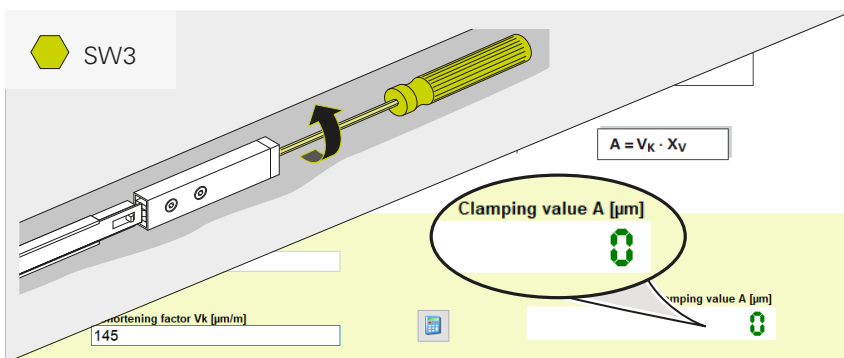 SW3
A = VK · XV
Clamping value A [µm]
0
mping value A [µm]
0
hortening factor Vk [µm/m]
145